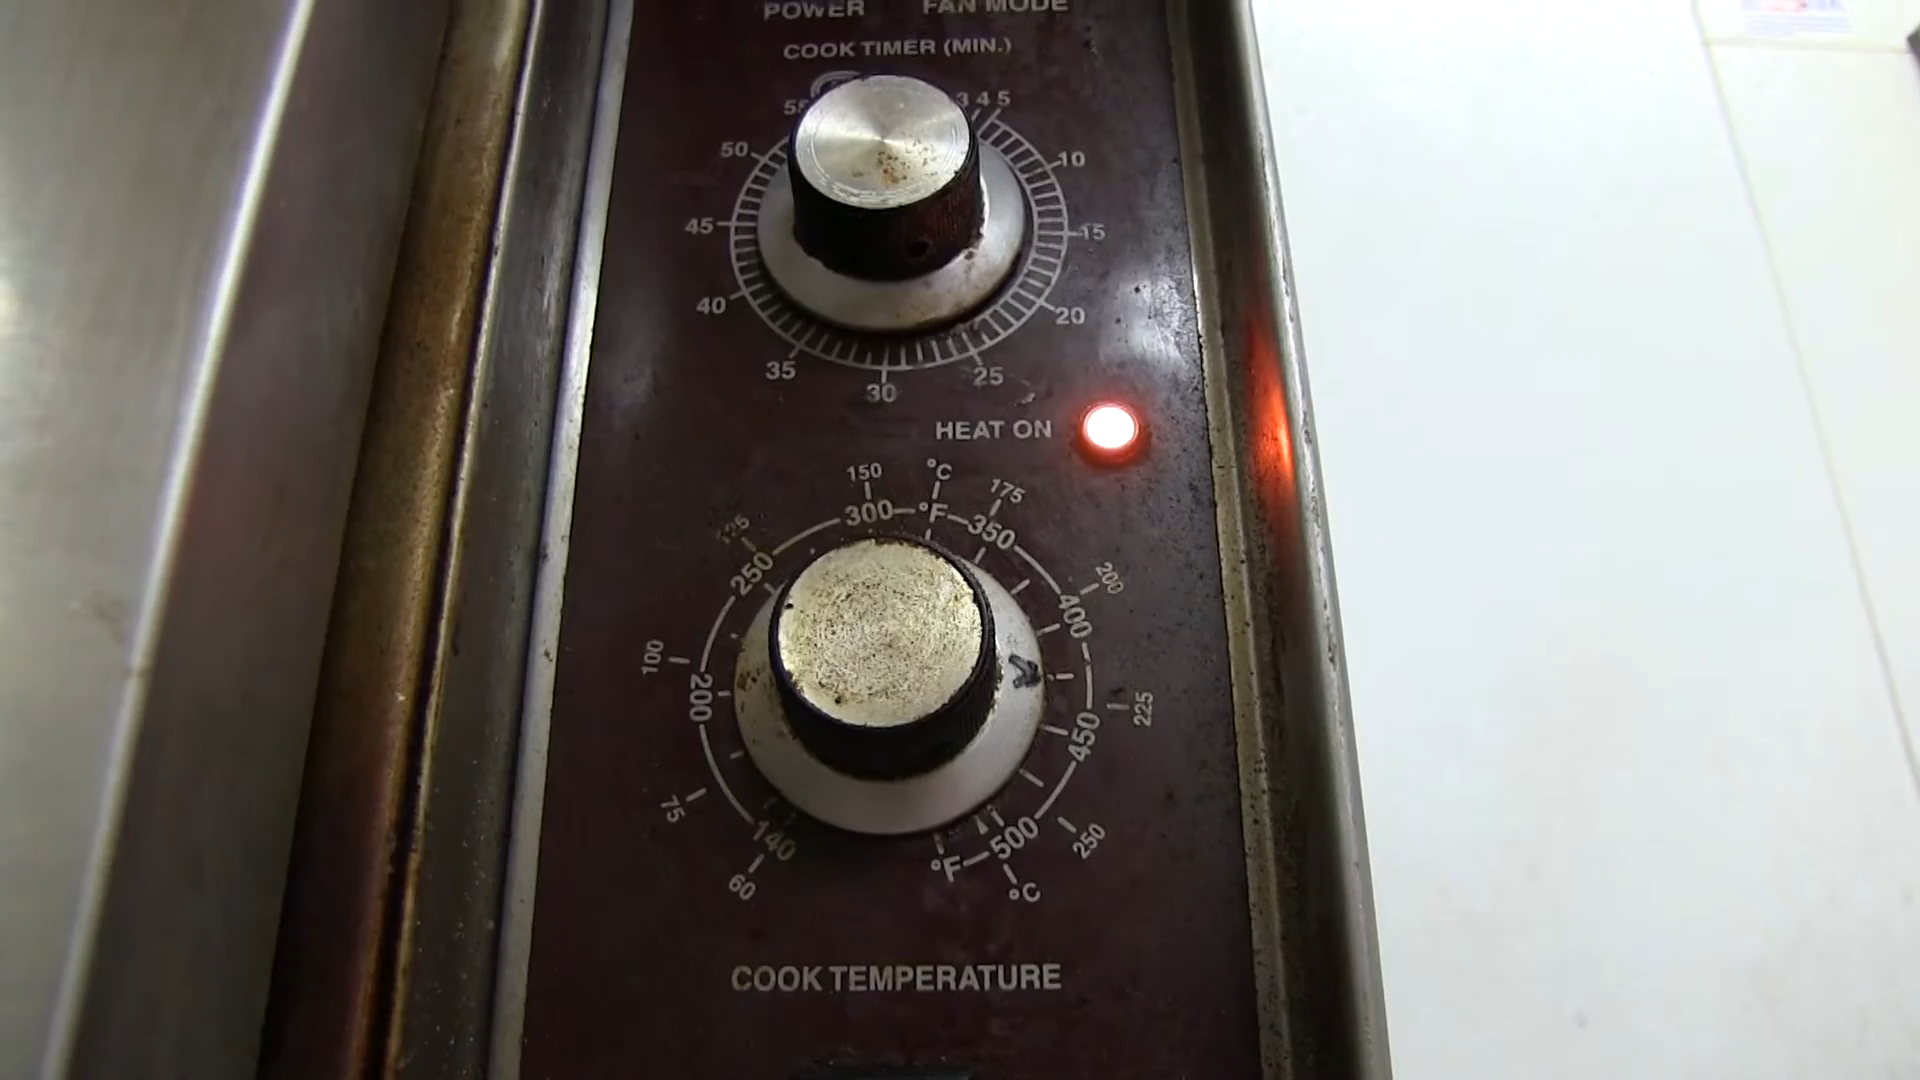 POWER FAN MODE
COOK TIMER (MIN.)
55 3 4 5
50 10
45 15
40 20
35 25
30
HEAT ON
150 °C 175
300 °F 350
125 250 400 200
100 200 450 225
75 140 500 250
60 °F °C
COOK TEMPERATURE